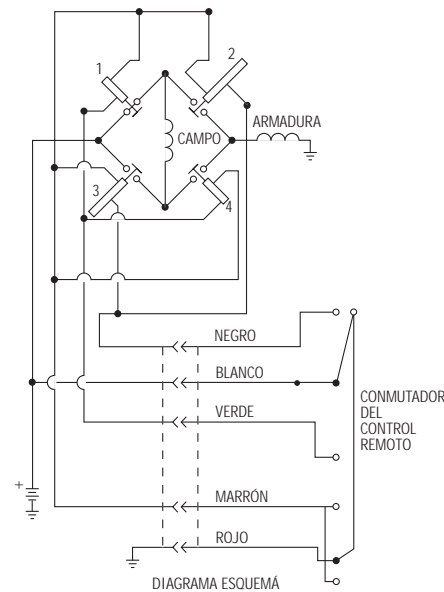 1
2
ARMADURA
CAMPO
3
4
NEGRO
BLANCO
CONMUTADOR
DEL
CONTROL
REMOTO
VERDE
+
MARRÓN
ROJO
DIAGRAMA ESQUEMÁ